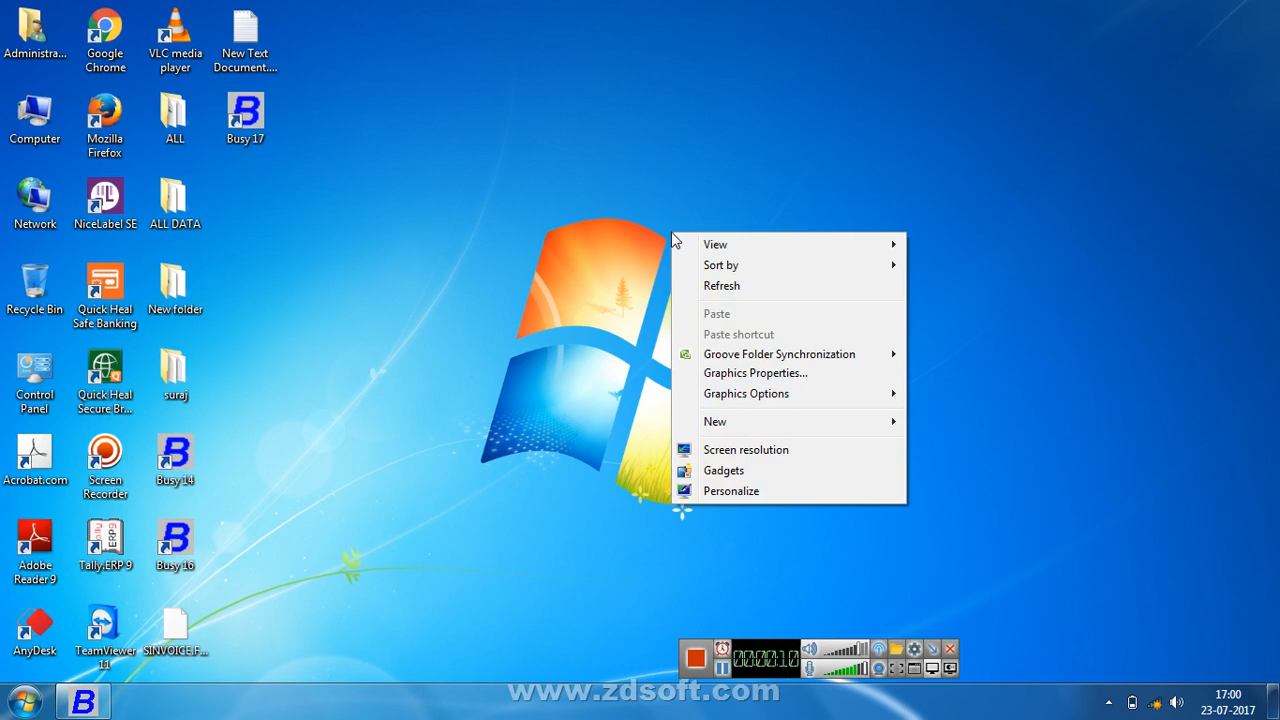 Administra...
Google
Chrome
VLC media
player
New Text
Document....
Computer
Mozilla
Firefox
ALL
Busy 17
Network
NiceLabel SE
ALL DATA
Recycle Bin
Quick Heal
Safe Banking
New folder
Control
Panel
Quick Heal
Secure Br...
suraj
Acrobat.com
Screen
Recorder
Busy 14
Adobe
Reader 9
Tally.ERP 9
Busy 16
AnyDesk
TeamViewer
11
SINVOICE.F...
View
Sort by
Refresh
Paste
Paste shortcut
Groove Folder Synchronization
Graphics Properties...
Graphics Options
New
Screen resolution
Gadgets
Personalize
00:00:10
www.zdsoft.com
17:00
23-07-2017